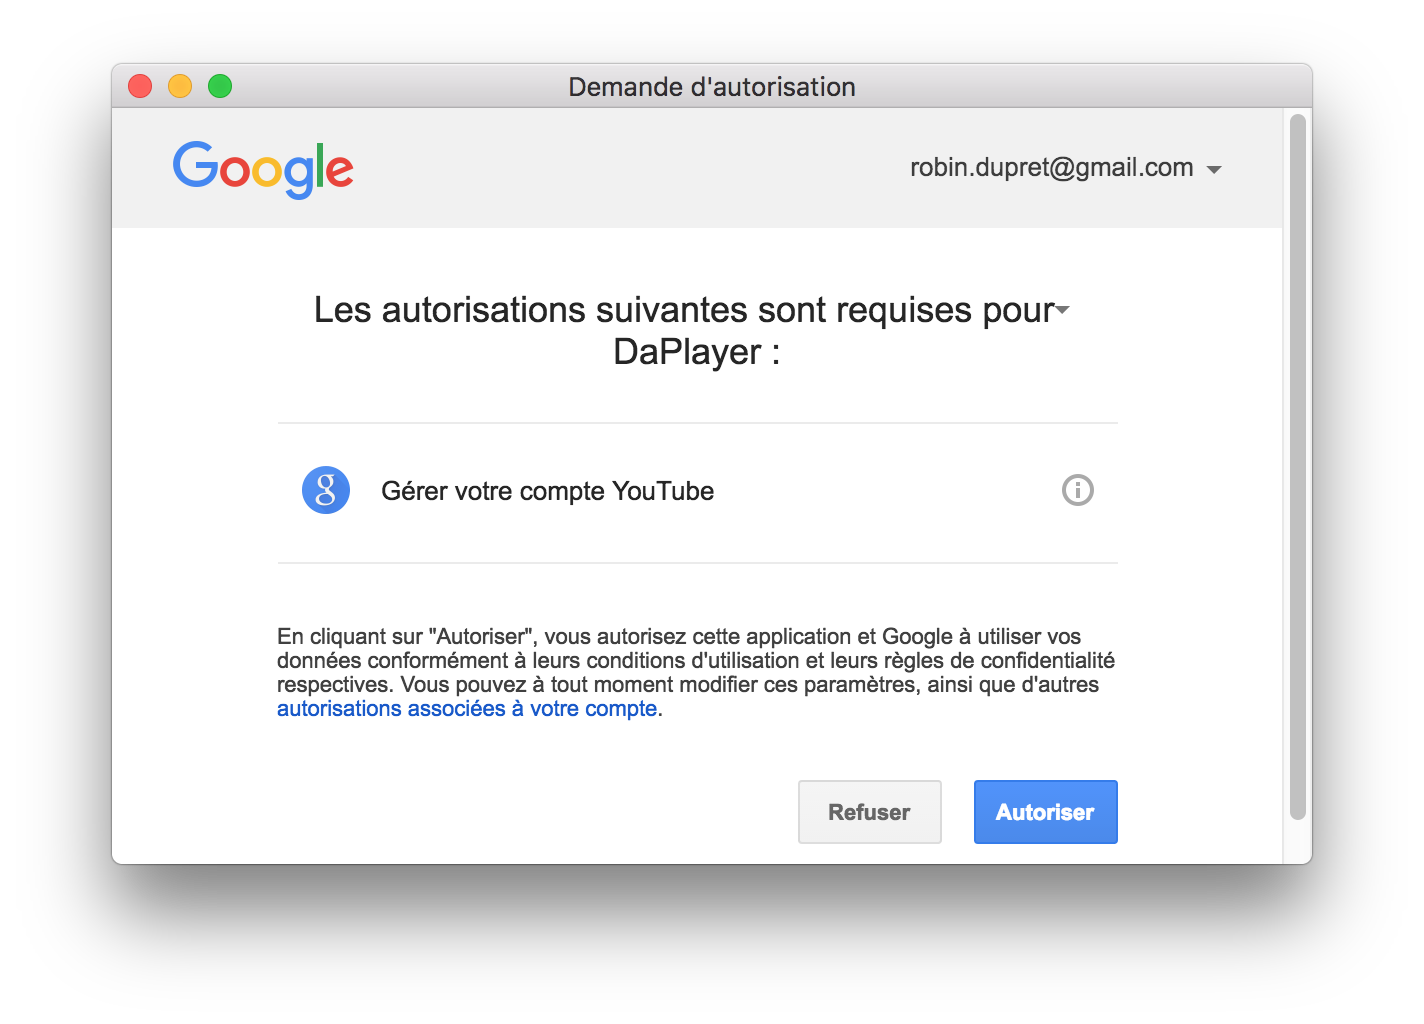 Demande d'autorisation
Google
robin.dupret@gmail.com
Les autorisations suivantes sont requises pour
DaPlayer :
g
Gérer votre compte YouTube
En cliquant sur "Autoriser", vous autorisez cette application et Google à utiliser vos
données conformément à leurs conditions d'utilisation et leurs règles de confidentialité
respectives. Vous pouvez à tout moment modifier ces paramètres, ainsi que d'autres
autorisations associées à votre compte.
Refuser
Autoriser